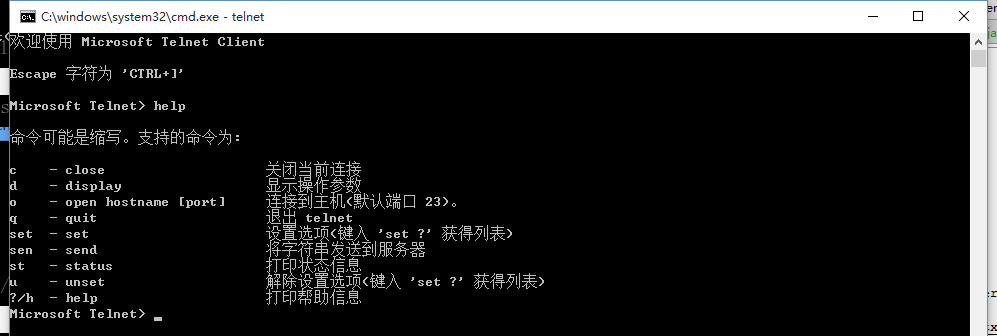 C:\windows\system32\cmd.exe - telnet
欢迎使用 Microsoft Telnet Client
Escape 字符为 'CTRL+]'
Microsoft Telnet> help
命令可能是缩写。支持的命令为:
c - close 关闭当前连接
d - display 显示操作参数
o - open hostname [port] 连接到主机(默认端口 23)。
q - quit 退出 telnet
set - set 设置选项(键入 'set ?' 获得列表)
sen - send 将字符串发送到服务器
st - status 打印状态信息
u - unset 解除设置选项(键入 'set ?' 获得列表)
?/h - help 打印帮助信息
Microsoft Telnet>